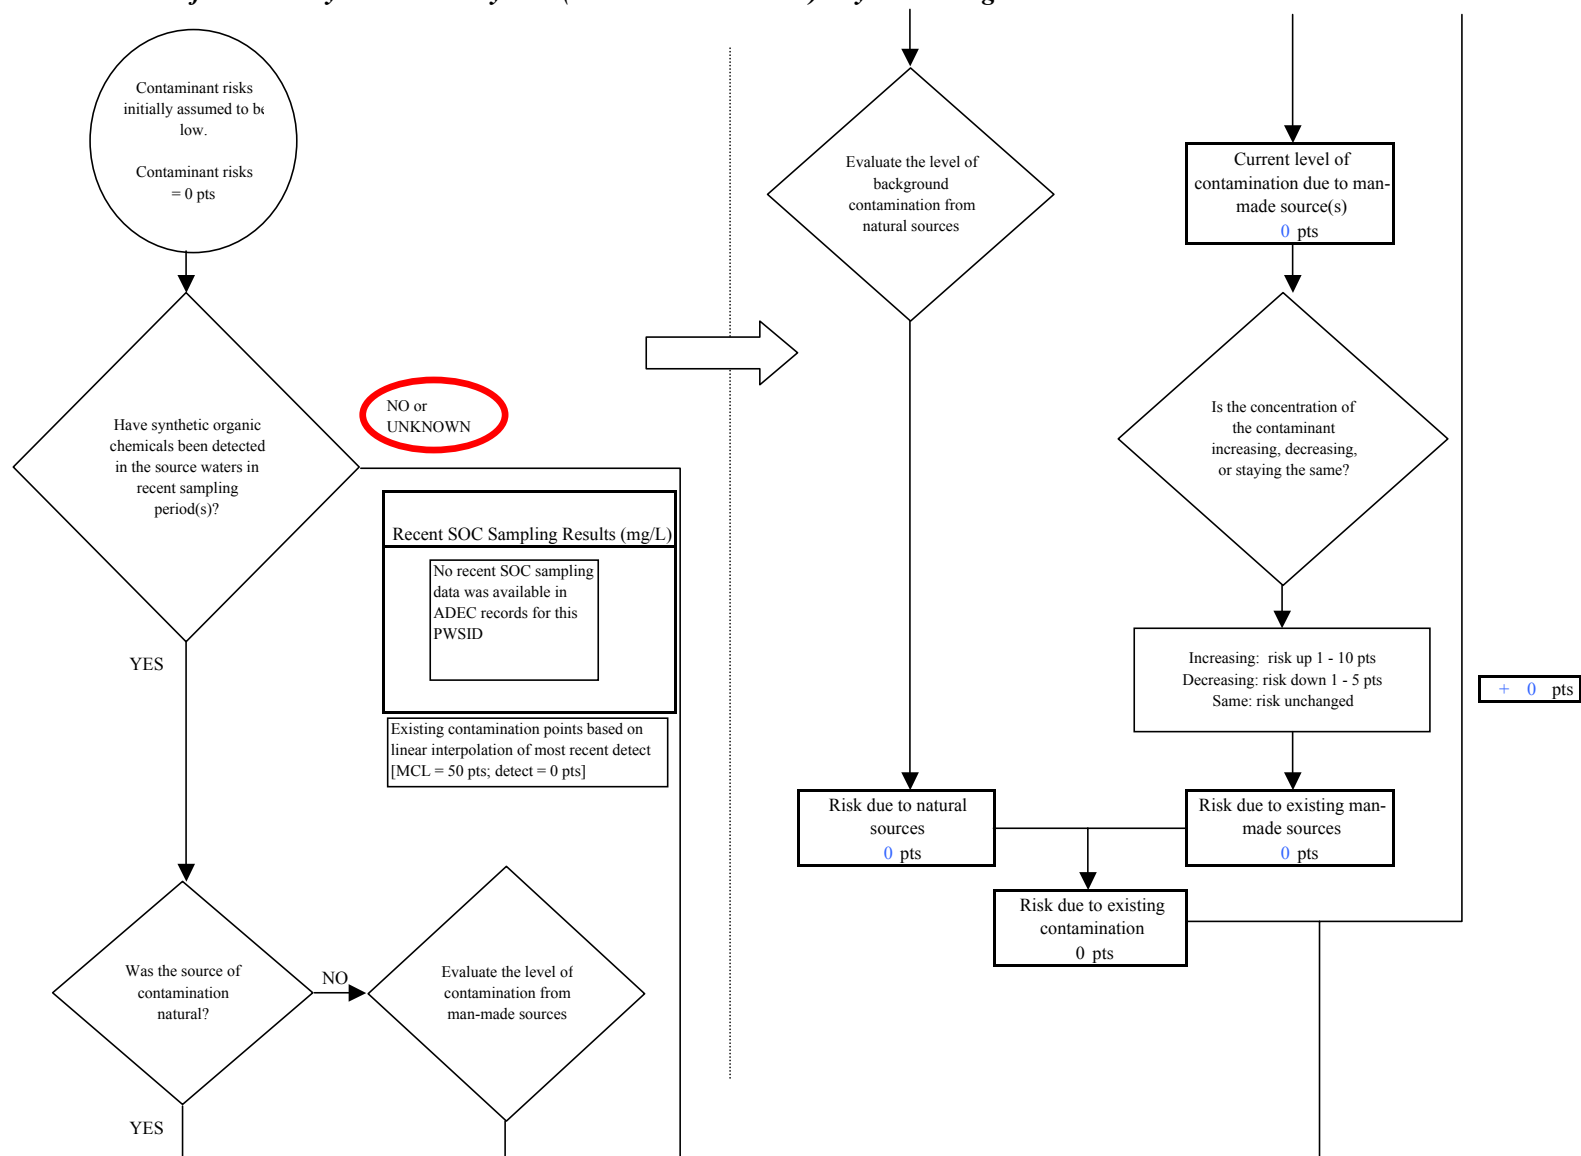 Contaminant risks
initially assumed to be
low.
Contaminant risks
= 0 pts
Have synthetic organic
chemicals been detected
in the source waters in
recent sampling
period(s)?
NO or
UNKNOWN
Recent SOC Sampling Results (mg/L)
No recent SOC sampling
data was available in
ADEC records for this
PWSID
YES
Existing contamination points based on
linear interpolation of most recent detect
[MCL = 50 pts; detect = 0 pts]
Was the source of
contamination
natural?
NO
Evaluate the level of
contamination from
man-made sources
YES
Evaluate the level of
background
contamination from
natural sources
Current level of
contamination due to man-
made source(s)
0 pts
Is the concentration of
the contaminant
increasing, decreasing,
or staying the same?
Increasing: risk up 1 - 10 pts
Decreasing: risk down 1 - 5 pts
Same: risk unchanged
+ 0 pts
Risk due to natural
sources
0 pts
Risk due to existing man-
made sources
0 pts
Risk due to existing
contamination
0 pts